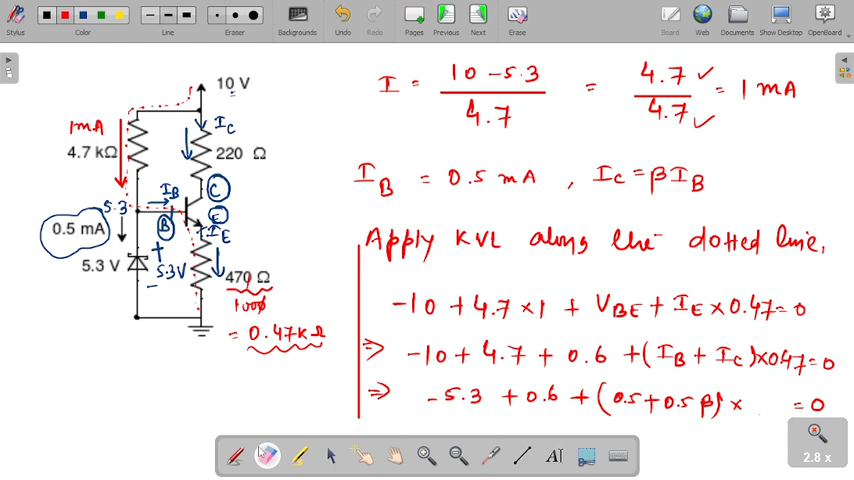 Stylus
Color
Line
Eraser
Backgrounds
Undo
Redo
Pages
Previous
Next
Erase
Board
Web
Documents
Show Desktop
OpenBoard
10 V
I = 10 - 5.3 / 4.7 = 4.7 / 4.7 = 1 mA
1mA
IC
4.7 kΩ
220 Ω
IB = 0.5 mA , IC = βIB
IB
C
5.3
B
E
IE
0.5 mA
Apply KVL along the dotted line.
+
5.3 V
5.3V
-
470 Ω
1000
= 0.47kΩ
-10 + 4.7 × 1 + VBE + IE × 0.47 = 0
⇒ -10 + 4.7 + 0.6 + (IB + IC) × 0.47 = 0
⇒ -5.3 + 0.6 + (0.5 + 0.5 β) × = 0
2.8 x